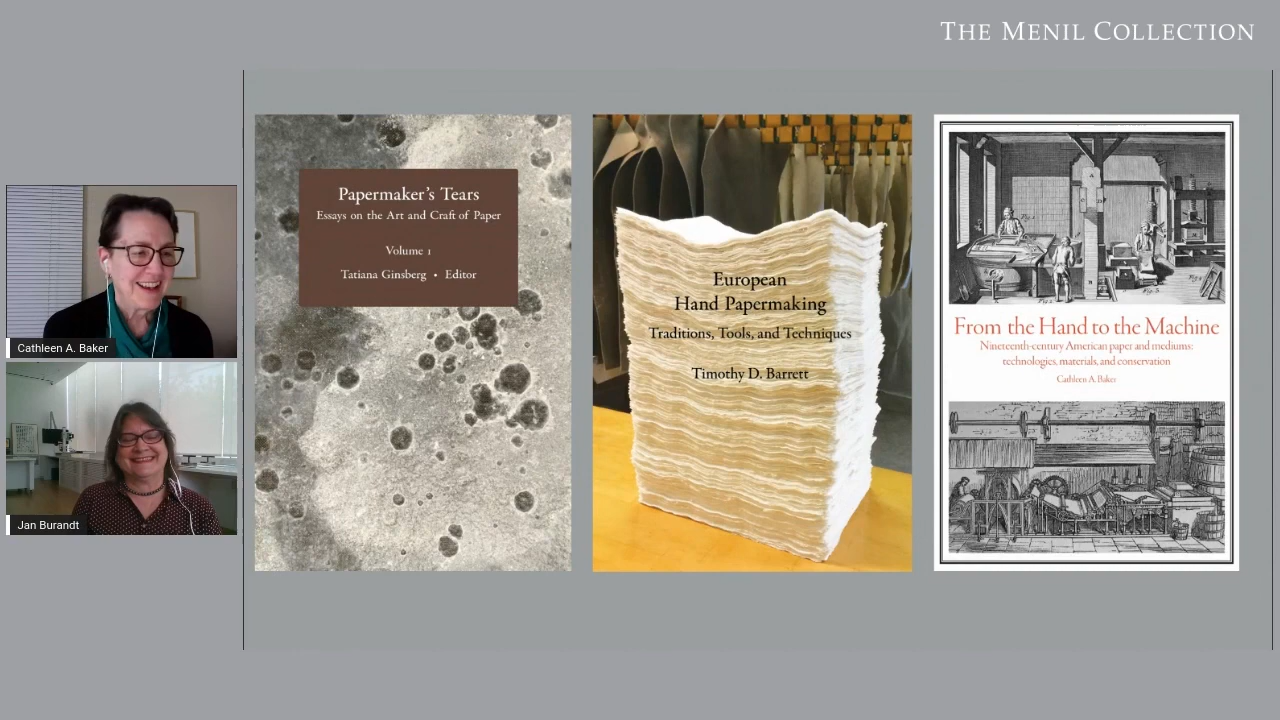 THE MENIL COLLECTION
Cathleen A. Baker
Jan Burandt
Papermaker's Tears
Essays on the Art and Craft of Paper
Volume 1
Tatiana Ginsberg • Editor
European
Hand Papermaking
Traditions, Tools, and Techniques
Timothy D. Barrett
From the Hand to the Machine
Nineteenth-century American paper and mediums:
technologies, materials, and conservation
Cathleen A. Baker